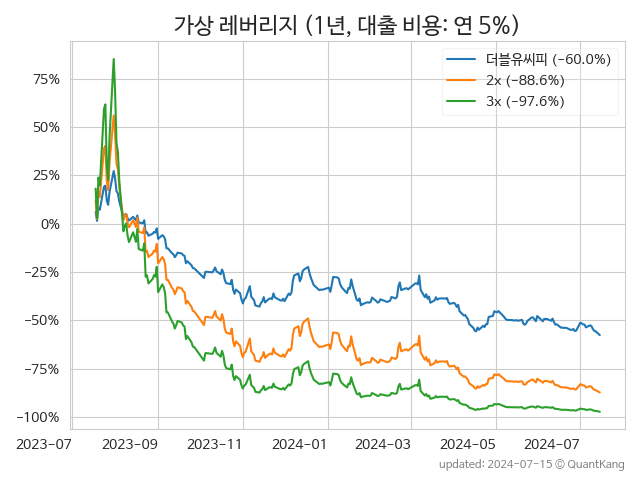 가상 레버리지 (1년, 대출 비용: 연 5%)
더블유씨피 (−60.0%)
2x (−88.6%)
3x (−97.6%)
75%
50%
25%
0%
−25%
−50%
−75%
−100%
2023-07 2023-09 2023-11 2024-01 2024-03 2024-05 2024-07
updated: 2024-07-15 © QuantKang